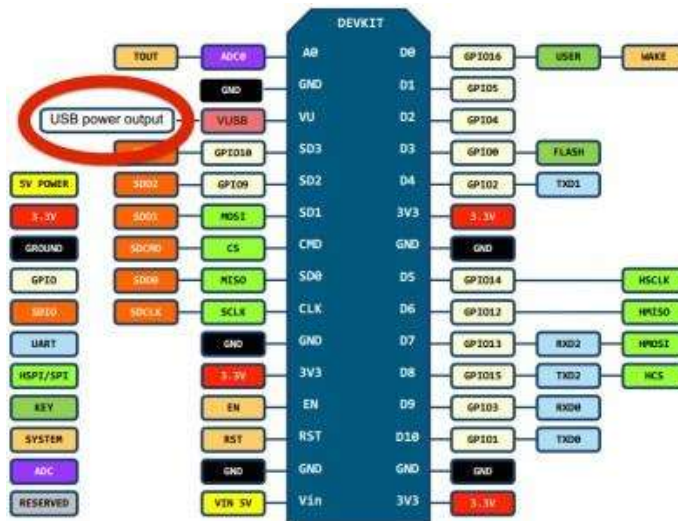 DEVKIT
TOUT ADC0 A0 D0 GPIO16 USER WAKE
GND GND D1 GPIO5
USB power output VUSB VU D2 GPIO4
GPIO10 SD3 D3 GPIO0 FLASH
5V POWER SDD2 GPIO9 SD2 D4 GPIO2 TXD1
3.3V SDD1 MOSI SD1 3V3 3.3V
GROUND SDCMD CS CMD GND GND
GPIO SDD0 MISO SD0 D5 GPIO14 HSCLK
SDIO SDCLK SCLK CLK D6 GPIO12 HMISO
UART GND GND D7 GPIO13 RXD2 HMOSI
HSPI/SPI 3.3V 3V3 D8 GPIO15 TXD2 HCS
KEY EN EN D9 GPIO3 RXD0
SYSTEM RST RST D10 GPIO1 TXD0
ADC GND GND GND GND
RESERVED VIN 5V Vin 3V3 3.3V